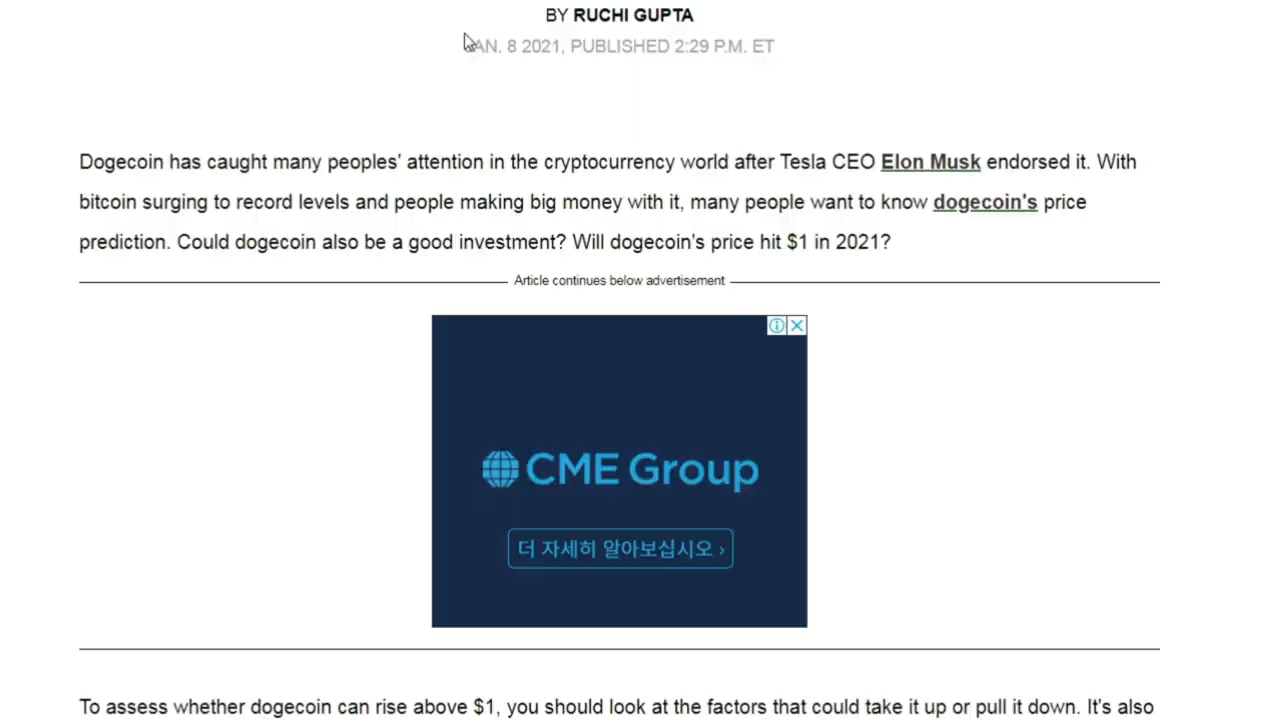 BY RUCHI GUPTA
JAN. 8 2021, PUBLISHED 2:29 P.M. ET
Dogecoin has caught many peoples' attention in the cryptocurrency world after Tesla CEO Elon Musk endorsed it. With
bitcoin surging to record levels and people making big money with it, many people want to know dogecoin's price
prediction. Could dogecoin also be a good investment? Will dogecoin's price hit $1 in 2021?
Article continues below advertisement
CME Group
더 자세히 알아보십시오 ›
To assess whether dogecoin can rise above $1, you should look at the factors that could take it up or pull it down. It's also